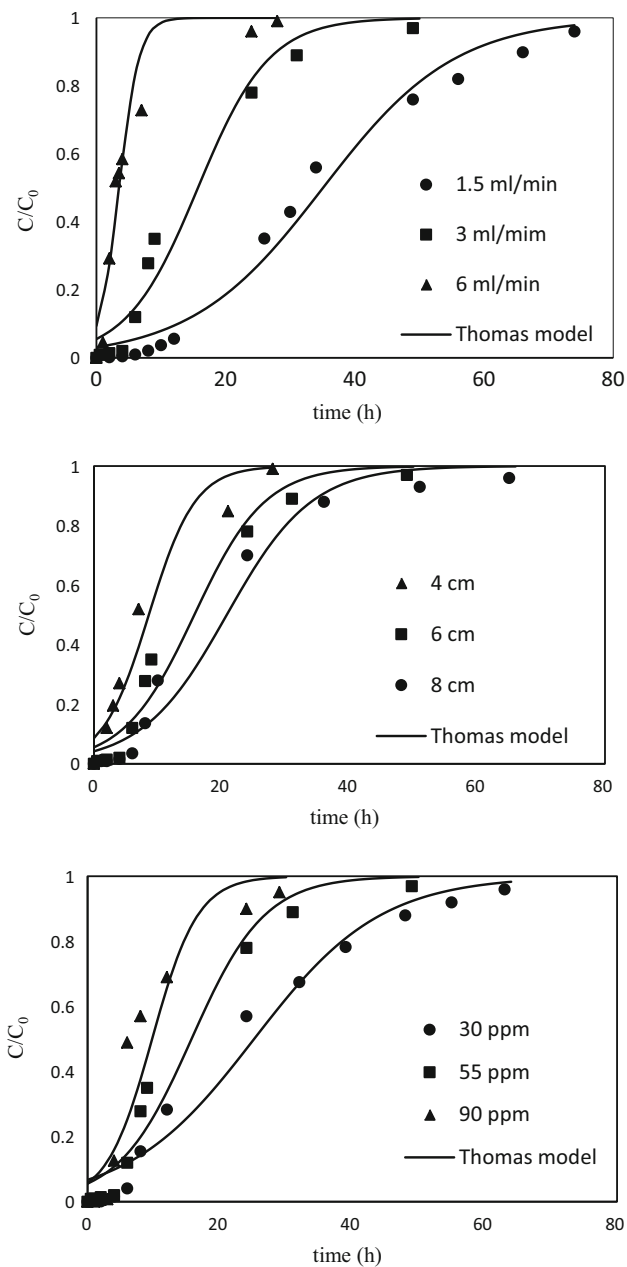 1
0.8
0.6
0.4
0.2
0
C/C0
1.5 ml/min
3 ml/mim
6 ml/min
Thomas model
0 20 40 60 80
time (h)
1
0.8
0.6
0.4
0.2
0
C/C0
4 cm
6 cm
8 cm
Thomas model
0 20 40 60 80
time (h)
1
0.8
0.6
0.4
0.2
0
C/C0
30 ppm
55 ppm
90 ppm
Thomas model
0 20 40 60 80
time (h)